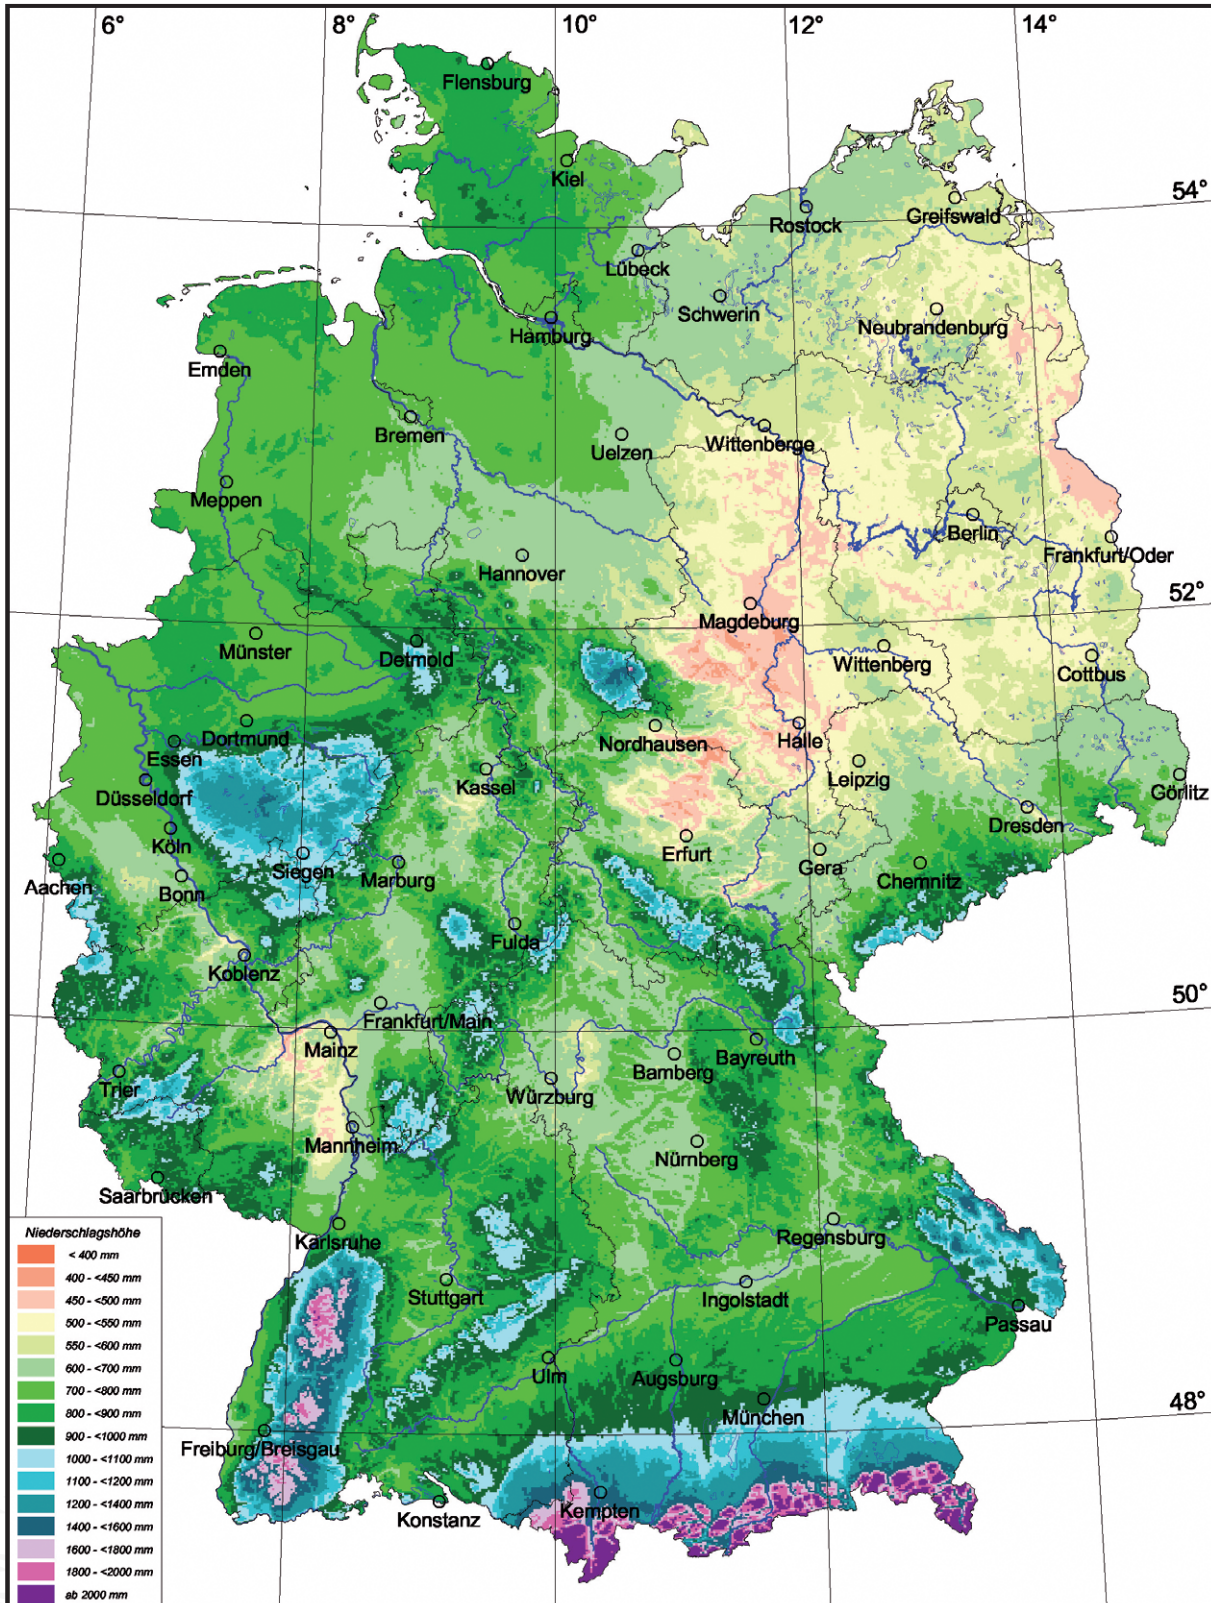 6° 8° 10° 12° 14°
Flensburg
Kiel
54°
Rostock
Greifswald
Lübeck
Schwerin
Neubrandenburg
Hamburg
Emden
Bremen
Uelzen
Wittenberge
Meppen
Berlin
Frankfurt/Oder
Hannover
52°
Magdeburg
Münster
Detmold
Wittenberg
Cottbus
Dortmund
Nordhausen
Halle
Essen
Kassel
Leipzig
Düsseldorf
Görlitz
Dresden
Köln
Erfurt
Siegen
Marburg
Gera
Chemnitz
Aachen
Bonn
Fulda
Koblenz
50°
Frankfurt/Main
Mainz
Bayreuth
Bamberg
Trier
Würzburg
Mannheim
Nürnberg
Saarbrücken
Karlsruhe
Regensburg
Stuttgart
Ingolstadt
Passau
Ulm
Augsburg
48°
München
Freiburg/Breisgau
Kempten
Konstanz
Niederschlagshöhe
< 400 mm
400 - <450 mm
450 - <500 mm
500 - <550 mm
550 - <600 mm
600 - <700 mm
700 - <800 mm
800 - <900 mm
900 - <1000 mm
1000 - <1100 mm
1100 - <1200 mm
1200 - <1400 mm
1400 - <1600 mm
1600 - <1800 mm
1800 - <2000 mm
ab 2000 mm